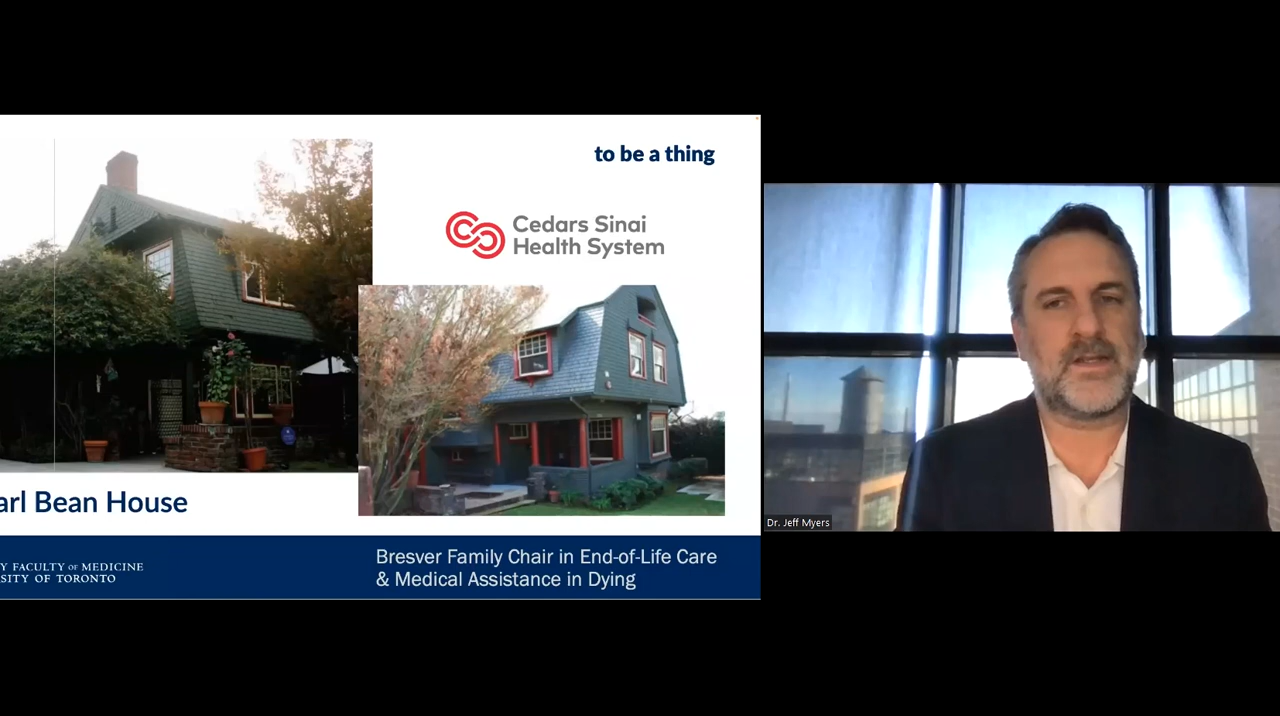 to be a thing
Cedars Sinai
Health System
arl Bean House
Y FACULTY OF MEDICINE
SITY OF TORONTO
Bresver Family Chair in End-of-Life Care
& Medical Assistance in Dying
Dr. Jeff Myers